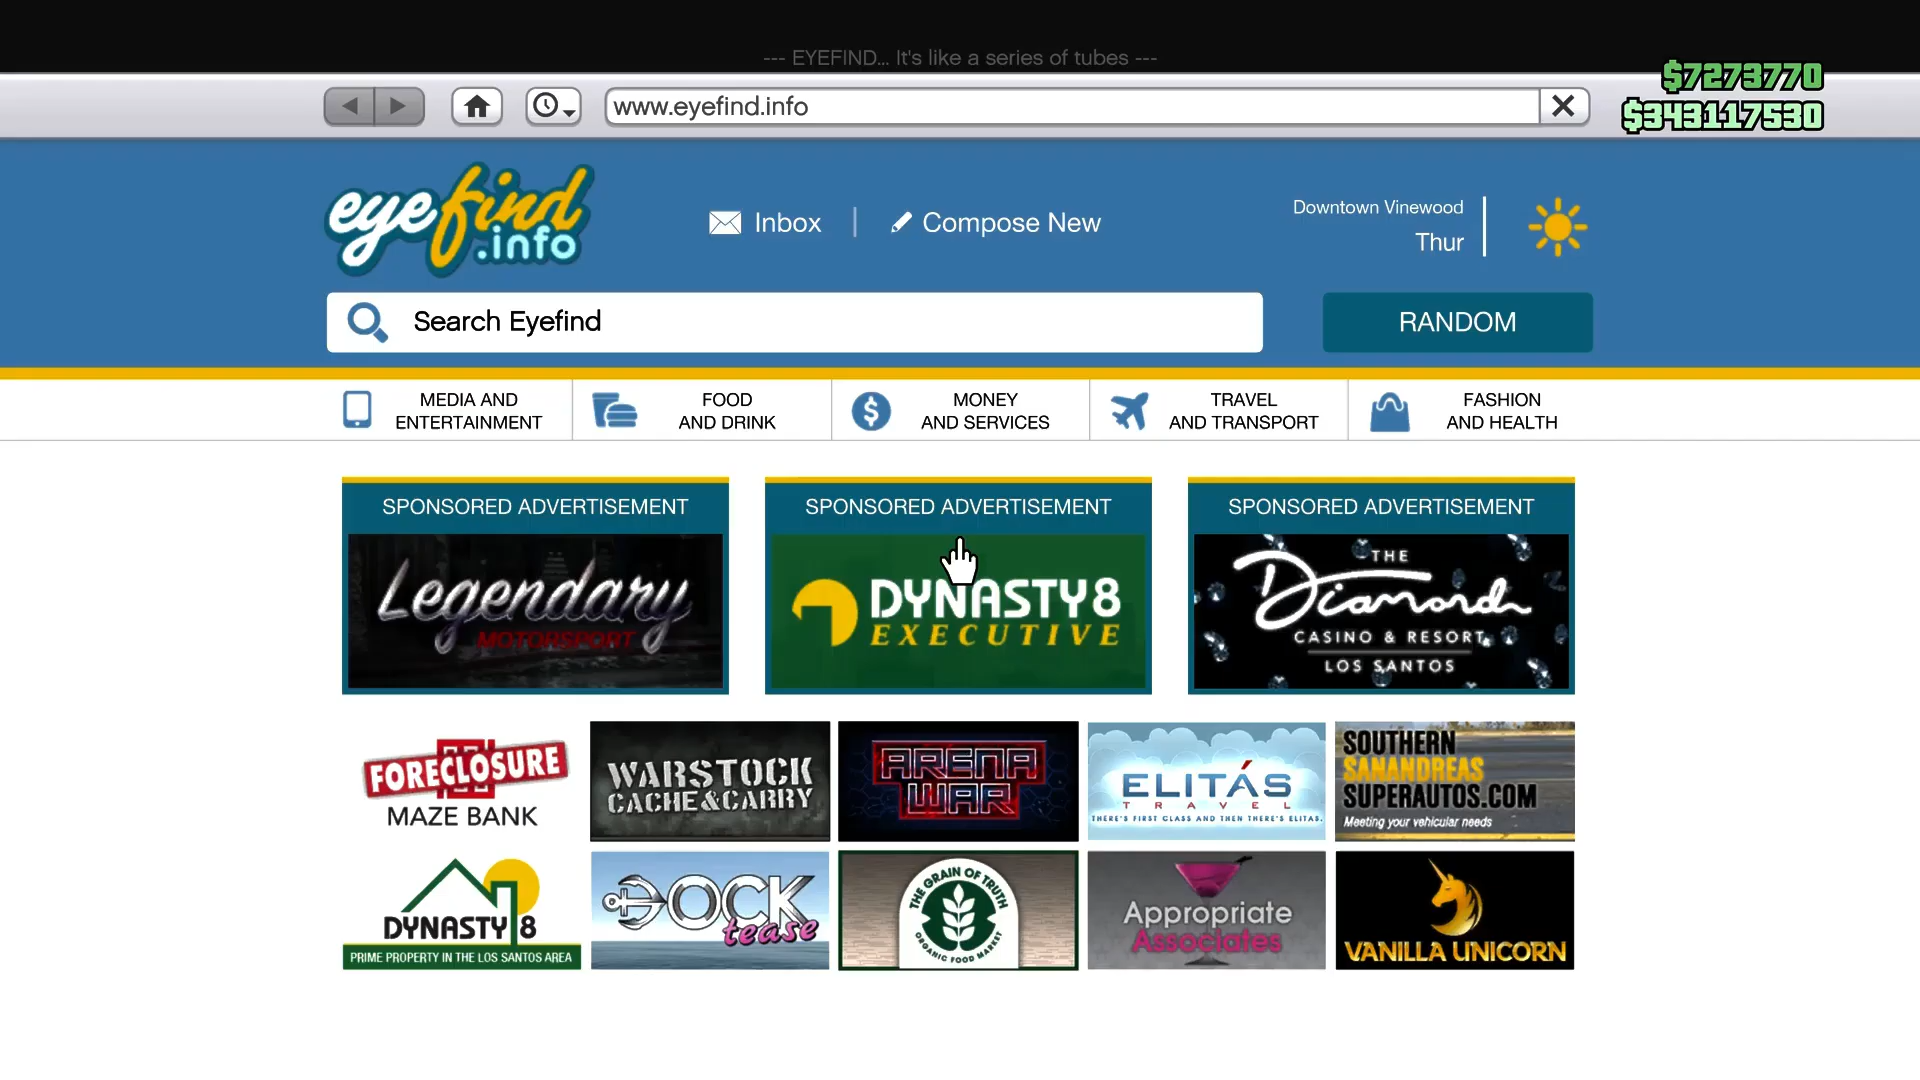 --- EYEFIND... It's like a series of tubes ---
$7273770
www.eyefind.info
$343117530
eyefind
.info
Inbox
Compose New
Downtown Vinewood
Thur
Search Eyefind
RANDOM
MEDIA AND
ENTERTAINMENT
FOOD
AND DRINK
MONEY
AND SERVICES
TRAVEL
AND TRANSPORT
FASHION
AND HEALTH
SPONSORED ADVERTISEMENT
Legendary
MOTORSPORT
SPONSORED ADVERTISEMENT
DYNASTY 8
EXECUTIVE
SPONSORED ADVERTISEMENT
THE
Diamond
CASINO & RESORT
LOS SANTOS
FORECLOSURE
MAZE BANK
WARSTOCK
CACHE & CARRY
ARENA
WAR
ELITÁS
TRAVEL
THERE'S FIRST CLASS AND THEN THERE'S ELITAS.
SOUTHERN
SANANDREAS
SUPERAUTOS.COM
Meeting your vehicular needs
DYNASTY 8
PRIME PROPERTY IN THE LOS SANTOS AREA
DOCK
tease
THE GRAIN OF TRUTH
ORGANIC FOOD MARKET
Appropriate
Associates
VANILLA UNICORN